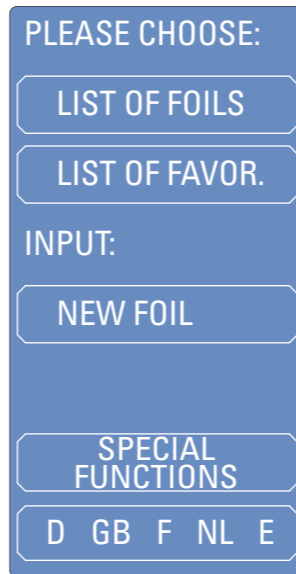 PLEASE CHOOSE:
LIST OF FOILS
LIST OF FAVOR.
INPUT:
NEW FOIL
SPECIAL
FUNCTIONS
D GB F NL E